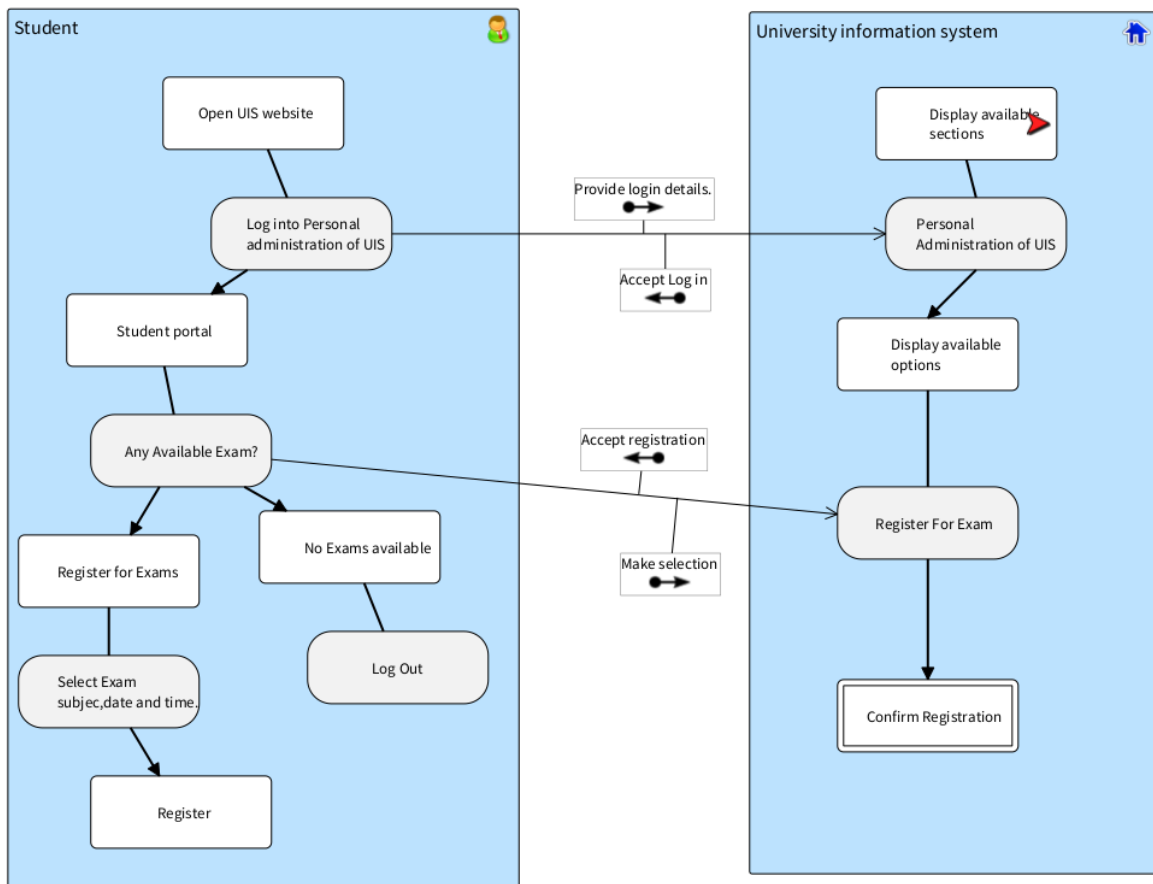 Student
Open UIS website
Log into Personal
administration of UIS
Student portal
Any Available Exam?
Register for Exams
No Exams available
Select Exam
subjec,date and time.
Log Out
Register
Provide login details.
Accept Log in
Accept registration
Make selection
University information system
Display available
sections
Personal
Administration of UIS
Display available
options
Register For Exam
Confirm Registration